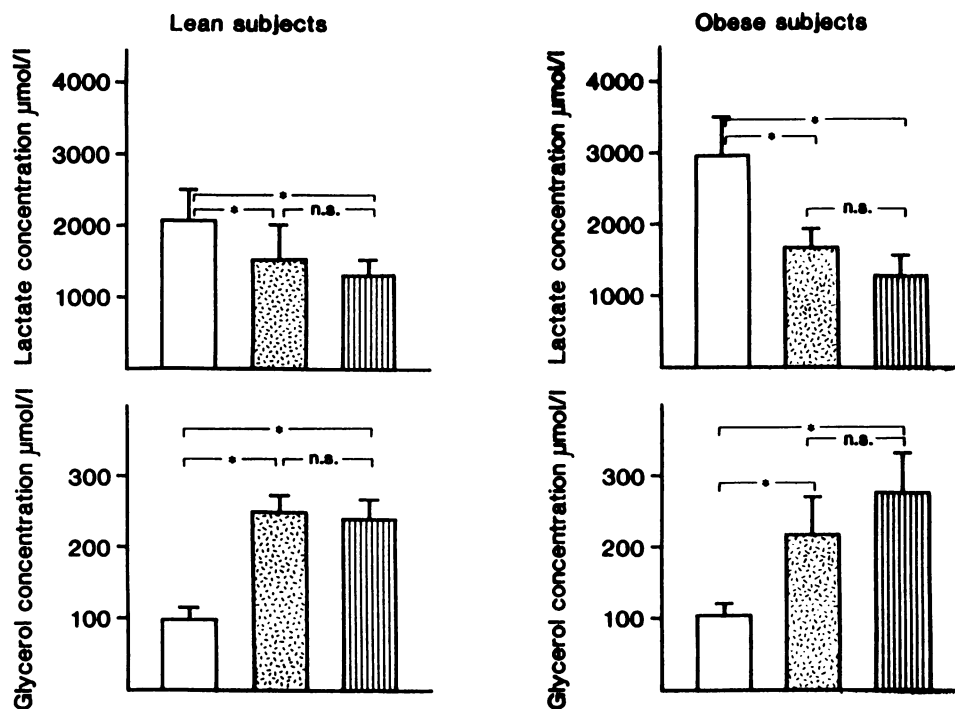 Lean subjects
Lactate concentration µmol/l
4000
3000
2000
1000
*
*
n.s.
Obese subjects
Lactate concentration µmol/l
4000
3000
2000
1000
*
*
n.s.
Glycerol concentration µmol/l
300
200
100
*
*
n.s.
Glycerol concentration µmol/l
300
200
100
*
n.s.
*